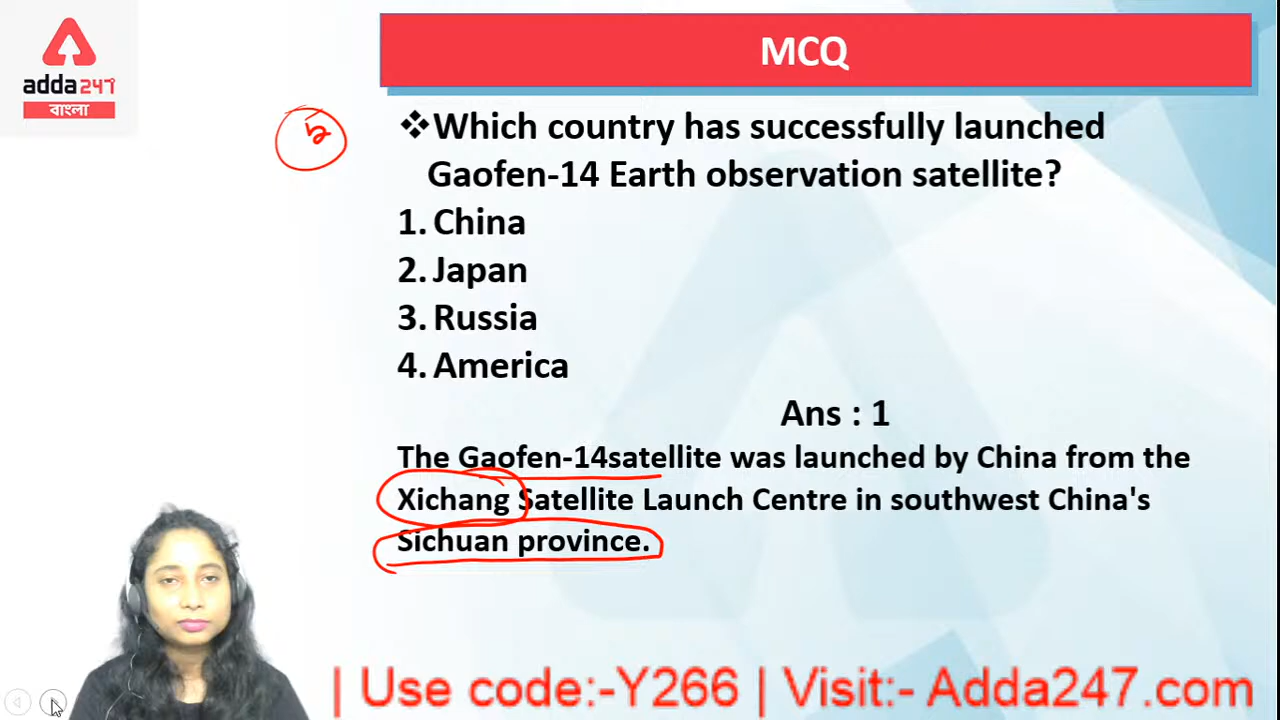 adda247
বাংলা
MCQ
❖Which country has successfully launched
Gaofen-14 Earth observation satellite?
1. China
2. Japan
3. Russia
4. America
Ans : 1
The Gaofen-14satellite was launched by China from the
Xichang Satellite Launch Centre in southwest China's
Sichuan province.
| Use code:-Y266 | Visit:- Adda247.com